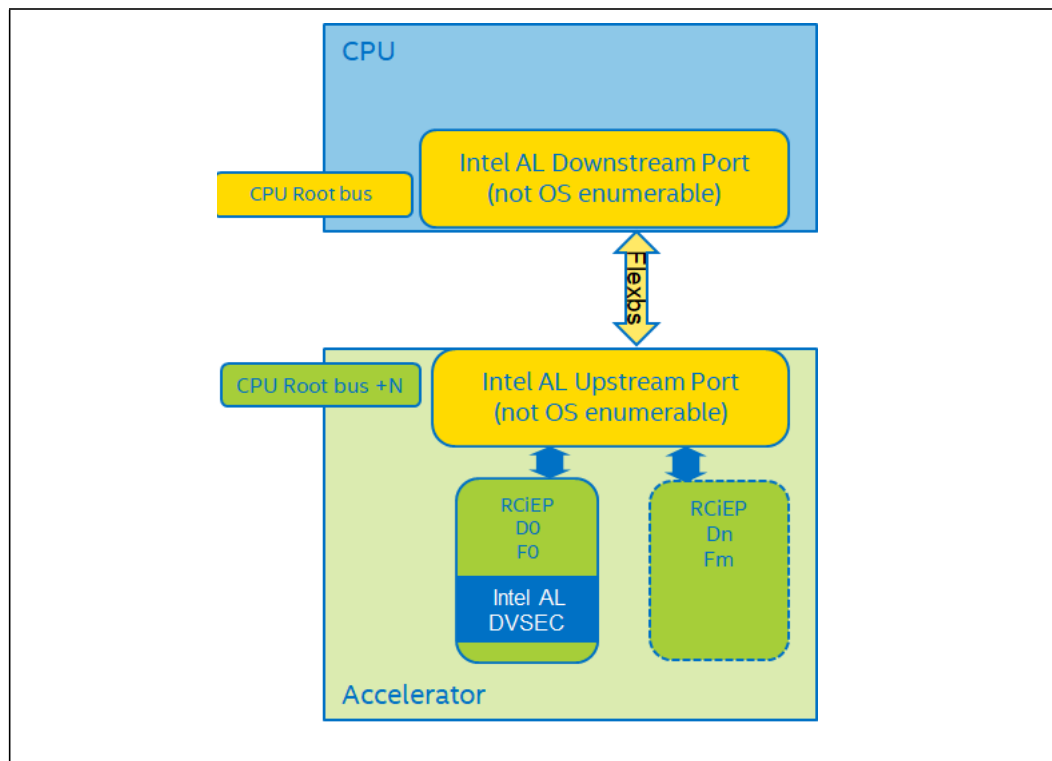 CPU
Intel AL Downstream Port
(not OS enumerable)
CPU Root bus
Flexbs
CPU Root bus +N
Intel AL Upstream Port
(not OS enumerable)
RCiEP
D0
F0
Intel AL
DVSEC
RCiEP
Dn
Fm
Accelerator